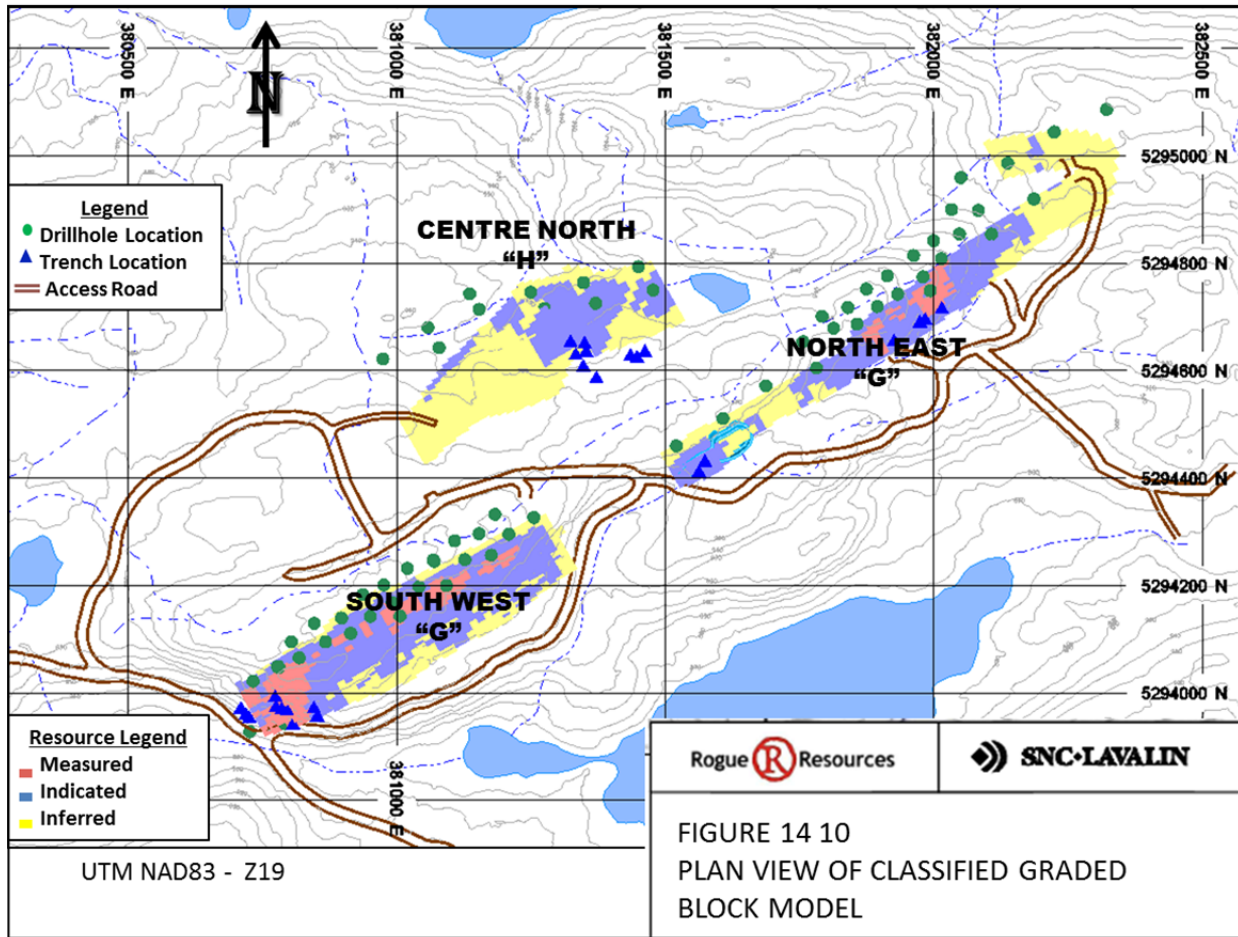 380500 E
381000 E
381500 E
382000 E
382500 E
N
5295000 N
Legend
Drillhole Location
Trench Location
Access Road
CENTRE NORTH
“H”
5294800 N
NORTH EAST
“G”
5294600 N
5294400 N
5294200 N
SOUTH WEST
“G”
5294000 N
Resource Legend
Measured
Indicated
Inferred
381000 E
Rogue R Resources
SNC•LAVALIN
UTM NAD83 - Z19
FIGURE 14 10
PLAN VIEW OF CLASSIFIED GRADED
BLOCK MODEL